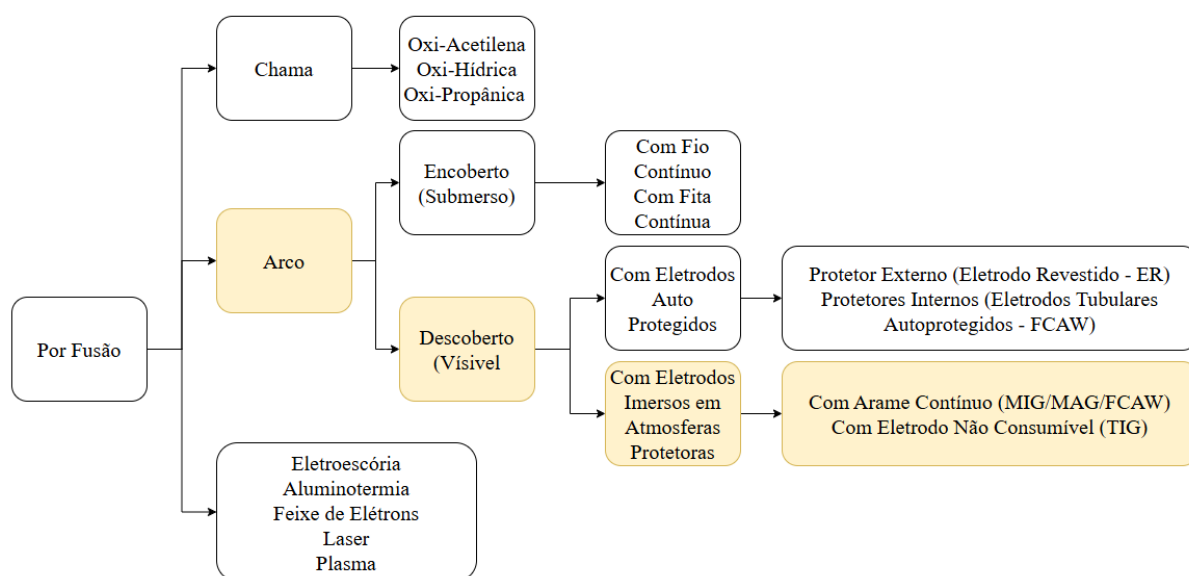 Por Fusão
Chama
Oxi-Acetilena
Oxi-Hídrica
Oxi-Propânica
Arco
Encoberto
(Submerso)
Com Fio
Contínuo
Com Fita
Contínua
Descoberto
(Vísivel
Com Eletrodos
Auto
Protegidos
Protetor Externo (Eletrodo Revestido - ER)
Protetores Internos (Eletrodos Tubulares
Autoprotegidos - FCAW)
Com Eletrodos
Imersos em
Atmosferas
Protetoras
Com Arame Contínuo (MIG/MAG/FCAW)
Com Eletrodo Não Consumível (TIG)
Eletroescória
Aluminotermia
Feixe de Elétrons
Laser
Plasma